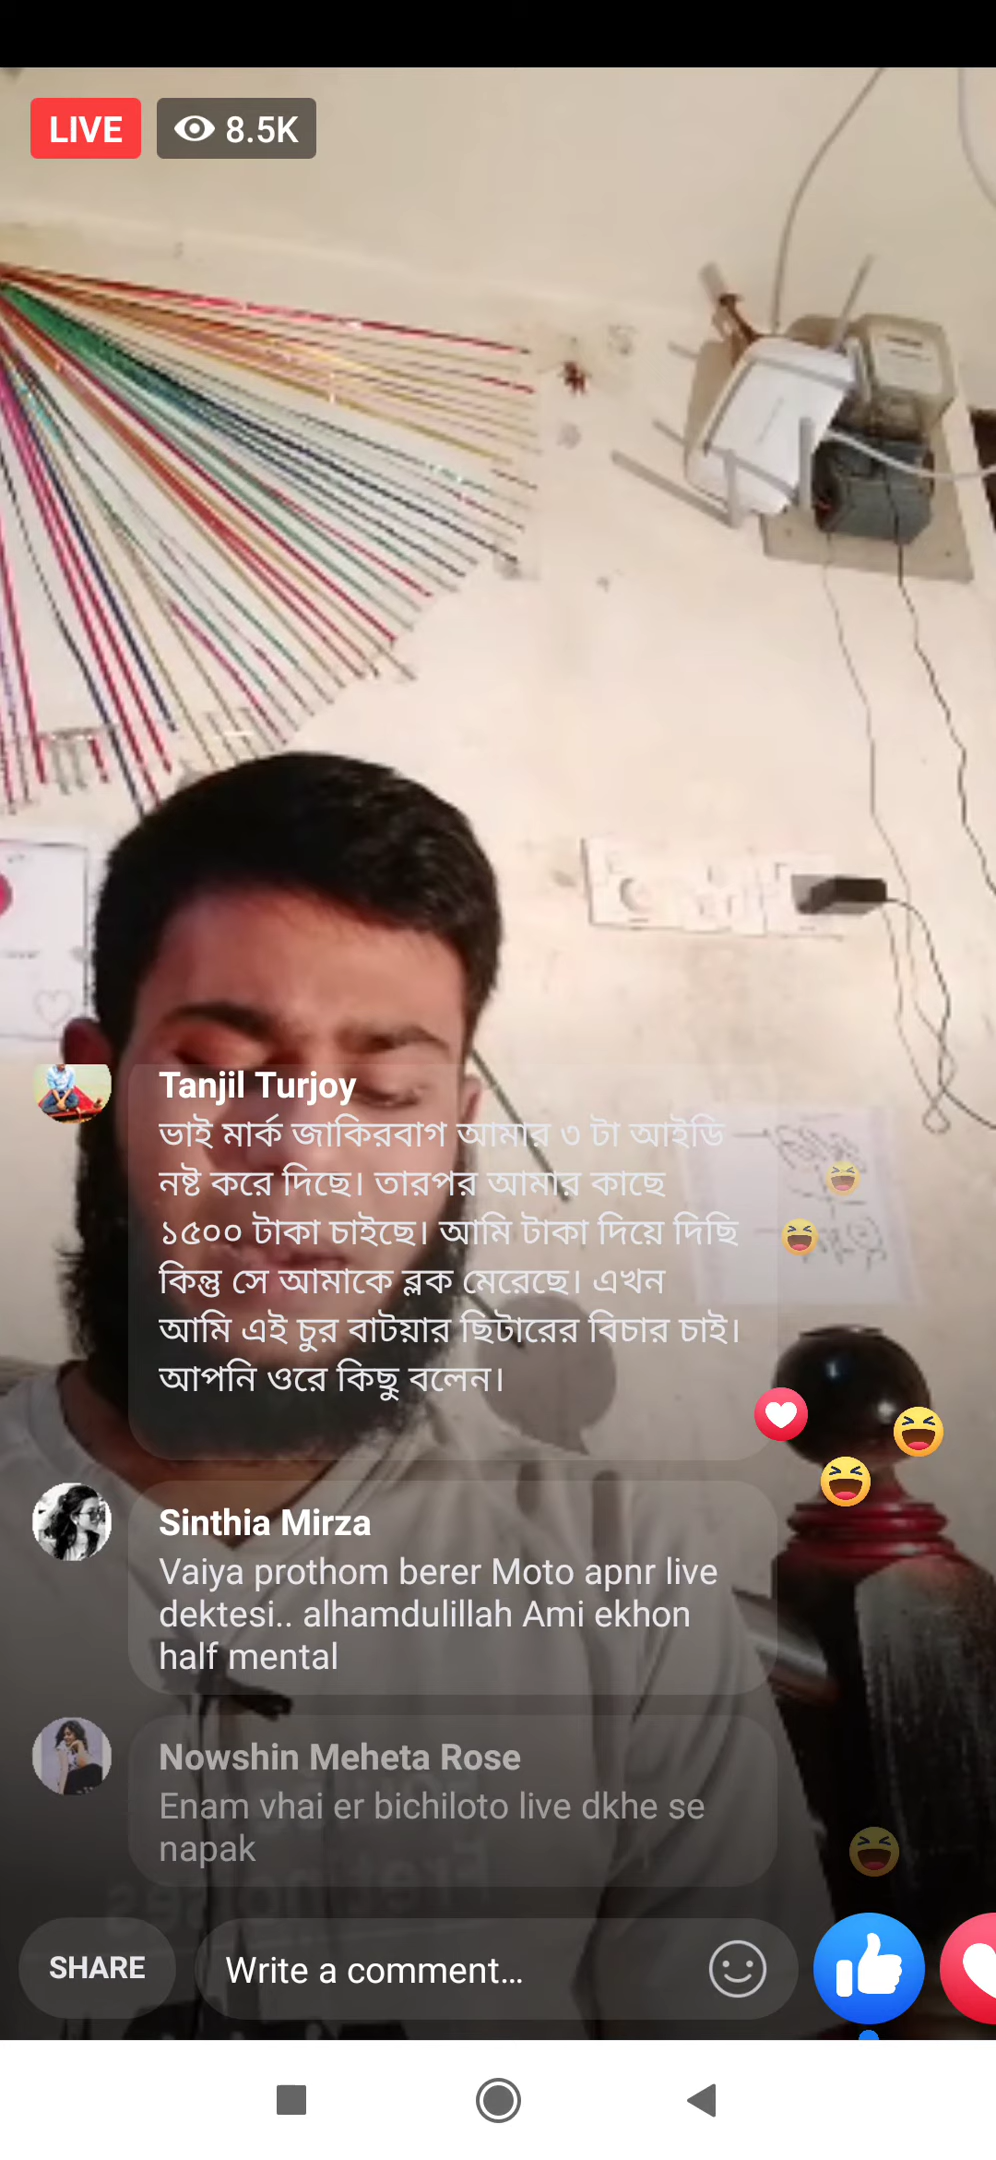 LIVE
8.5K
Tanjil Turjoy
ভাই মার্ক জাকিরবাগ আমার ৩ টা আইডি
নষ্ট করে দিছে। তারপর আমার কাছে
১৫০০ টাকা চাইছে। আমি টাকা দিয়ে দিছি
কিন্তু সে আমাকে ব্লক মেরেছে। এখন
আমি এই চুর বাটয়ার ছিটারের বিচার চাই।
আপনি ওরে কিছু বলেন।
Sinthia Mirza
Vaiya prothom berer Moto apnr live
dektesi.. alhamdulillah Ami ekhon
half mental
Nowshin Meheta Rose
Enam vhai er bichiloto live dkhe se
napak
SHARE
Write a comment...